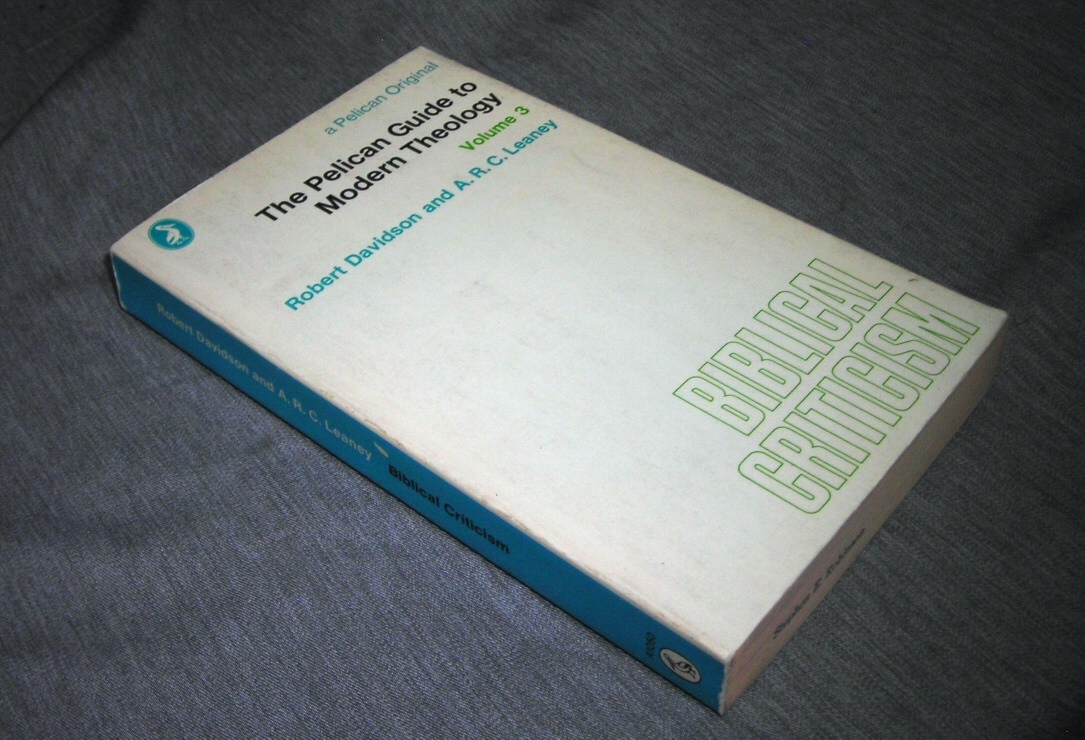 a Pelican Original
The Pelican Guide to
Modern Theology
Volume 3
Robert Davidson and A. R. C. Leaney
BIBLICAL
CRITICISM
Robert Davidson and A. R. C. Leaney
Biblical Criticism